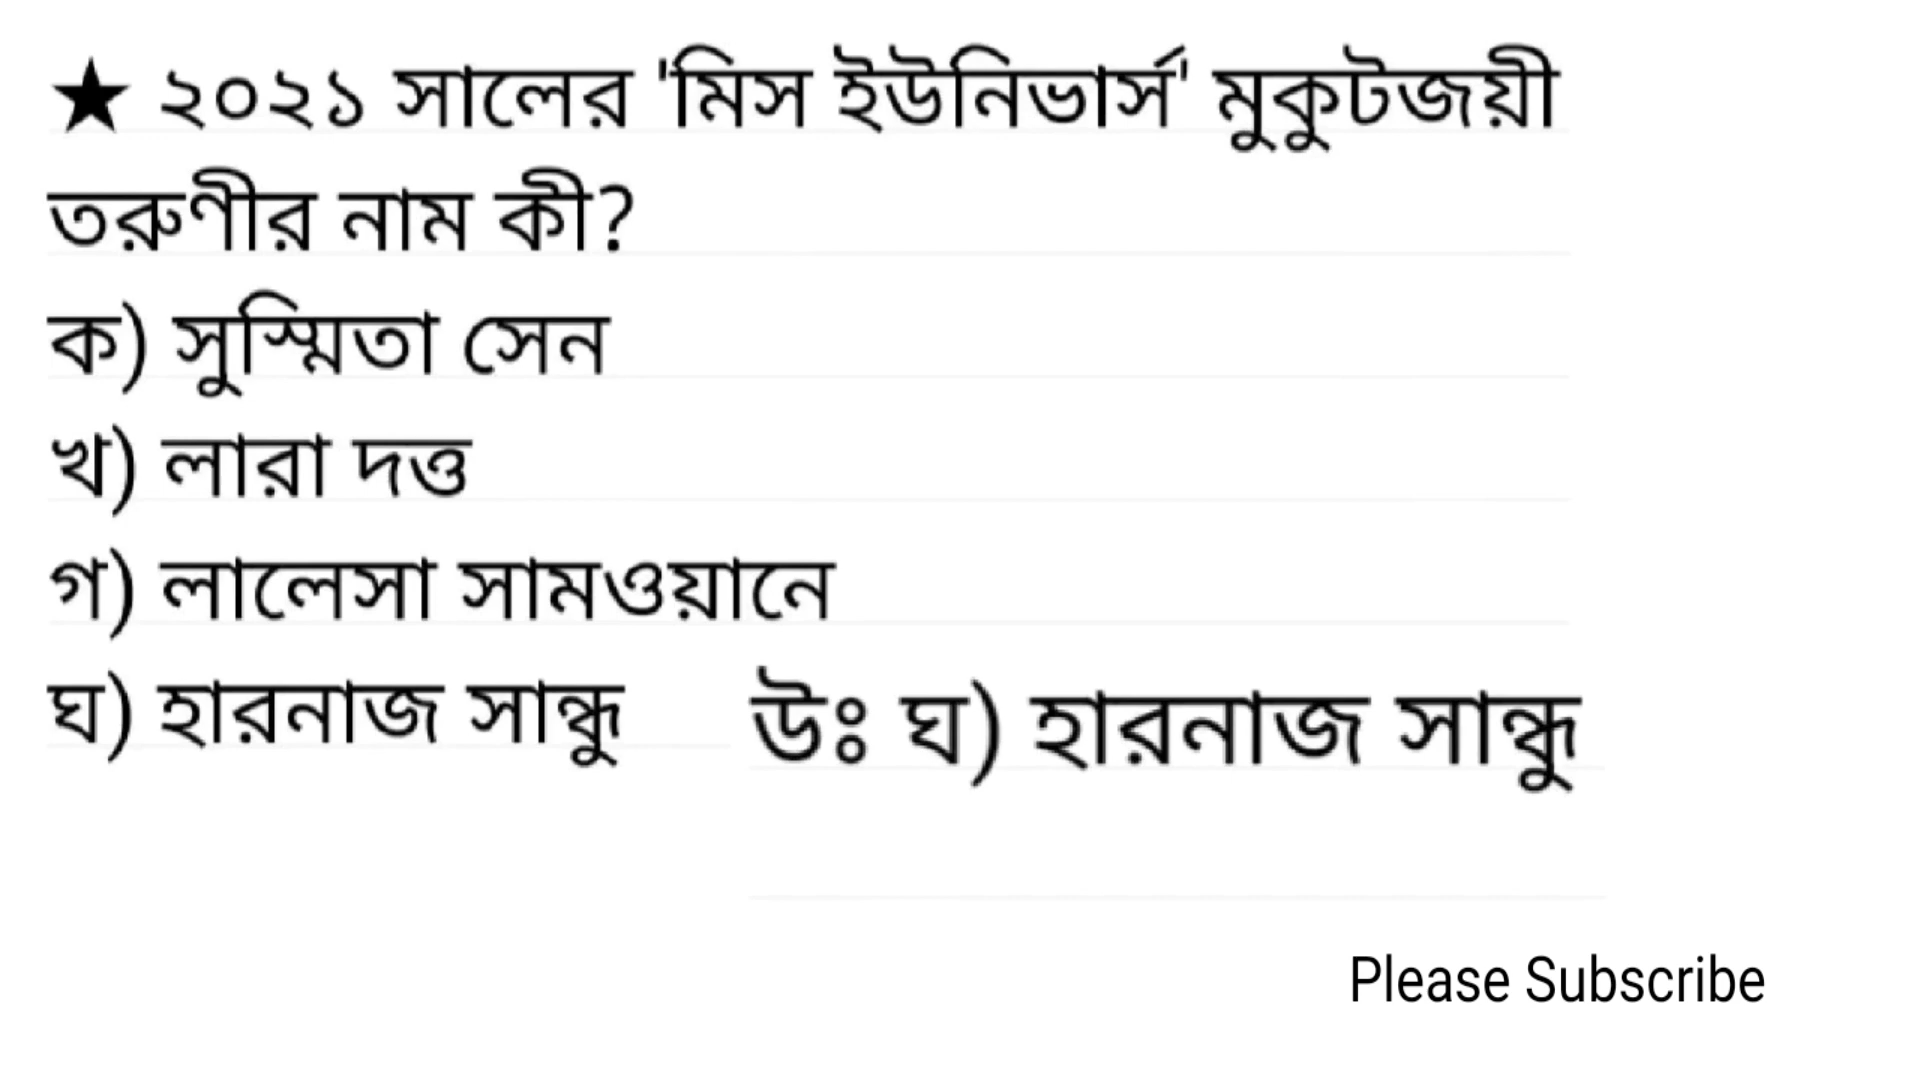 ★ ২০২১ সালের 'মিস ইউনিভার্স' মুকুটজয়ী
তরুণীর নাম কী?
ক) সুস্মিতা সেন
খ) লারা দত্ত
গ) লালেসা সামওয়ানে
ঘ) হারনাজ সান্ধু
উঃ ঘ) হারনাজ সান্ধু
Please Subscribe